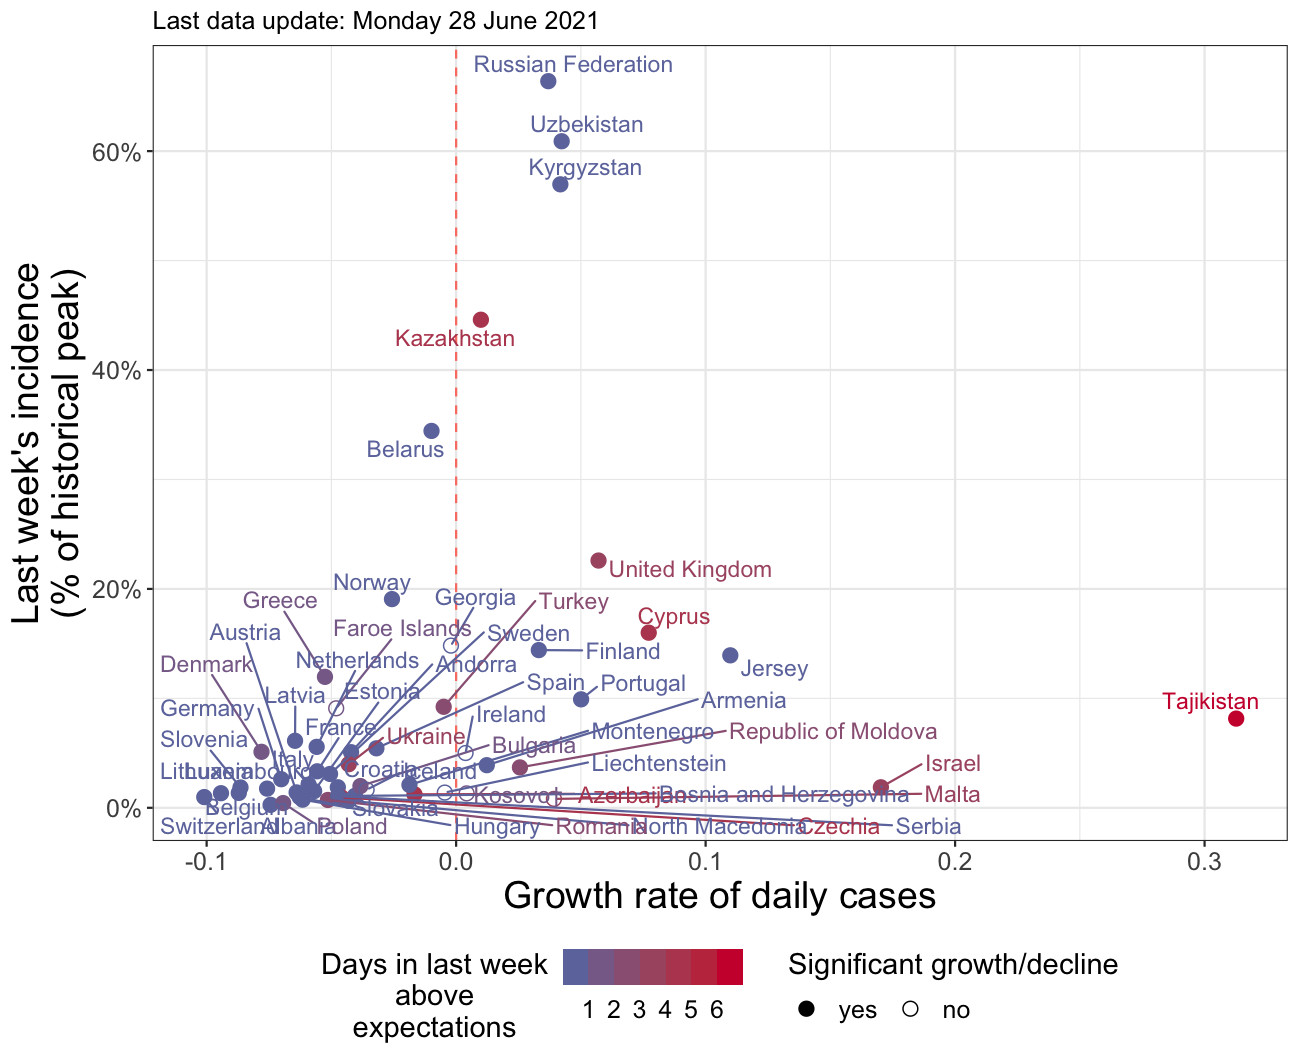 Last data update: Monday 28 June 2021
Last week's incidence
(% of historical peak)
60%
40%
20%
0%
Russian Federation
Uzbekistan
Kyrgyzstan
Kazakhstan
Belarus
United Kingdom
Norway
Georgia
Greece
Turkey
Cyprus
Austria
Faroe Islands
Sweden
Finland
Jersey
Denmark
Netherlands
Andorra
Spain
Portugal
Latvia
Estonia
Armenia
Tajikistan
Germany
Ireland
France
Ukraine
Montenegro
Republic of Moldova
Slovenia
Bulgaria
Italy
Liechtenstein
Israel
Lithuania
Luxembourg
Croatia
Iceland
Kosovo
Azerbaijan
Bosnia and Herzegovina
Malta
Belgium
Slovakia
Switzerland
Albania
Poland
Hungary
Romania
North Macedonia
Czechia
Serbia
-0.1
0.0
0.1
0.2
0.3
Growth rate of daily cases
Days in last week
above
expectations
1 2 3 4 5 6
Significant growth/decline
yes
no